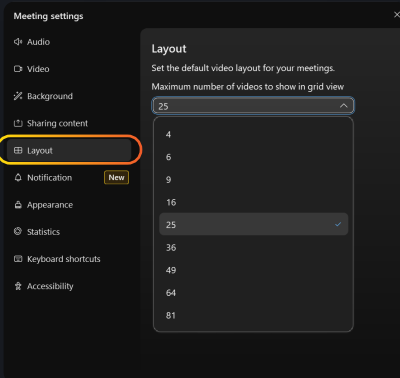 Meeting settings
Audio
Video
Background
Sharing content
Layout
Notification New
Appearance
Statistics
Keyboard shortcuts
Accessibility
Layout
Set the default video layout for your meetings.
Maximum number of videos to show in grid view
25
4
6
9
16
25
36
49
64
81